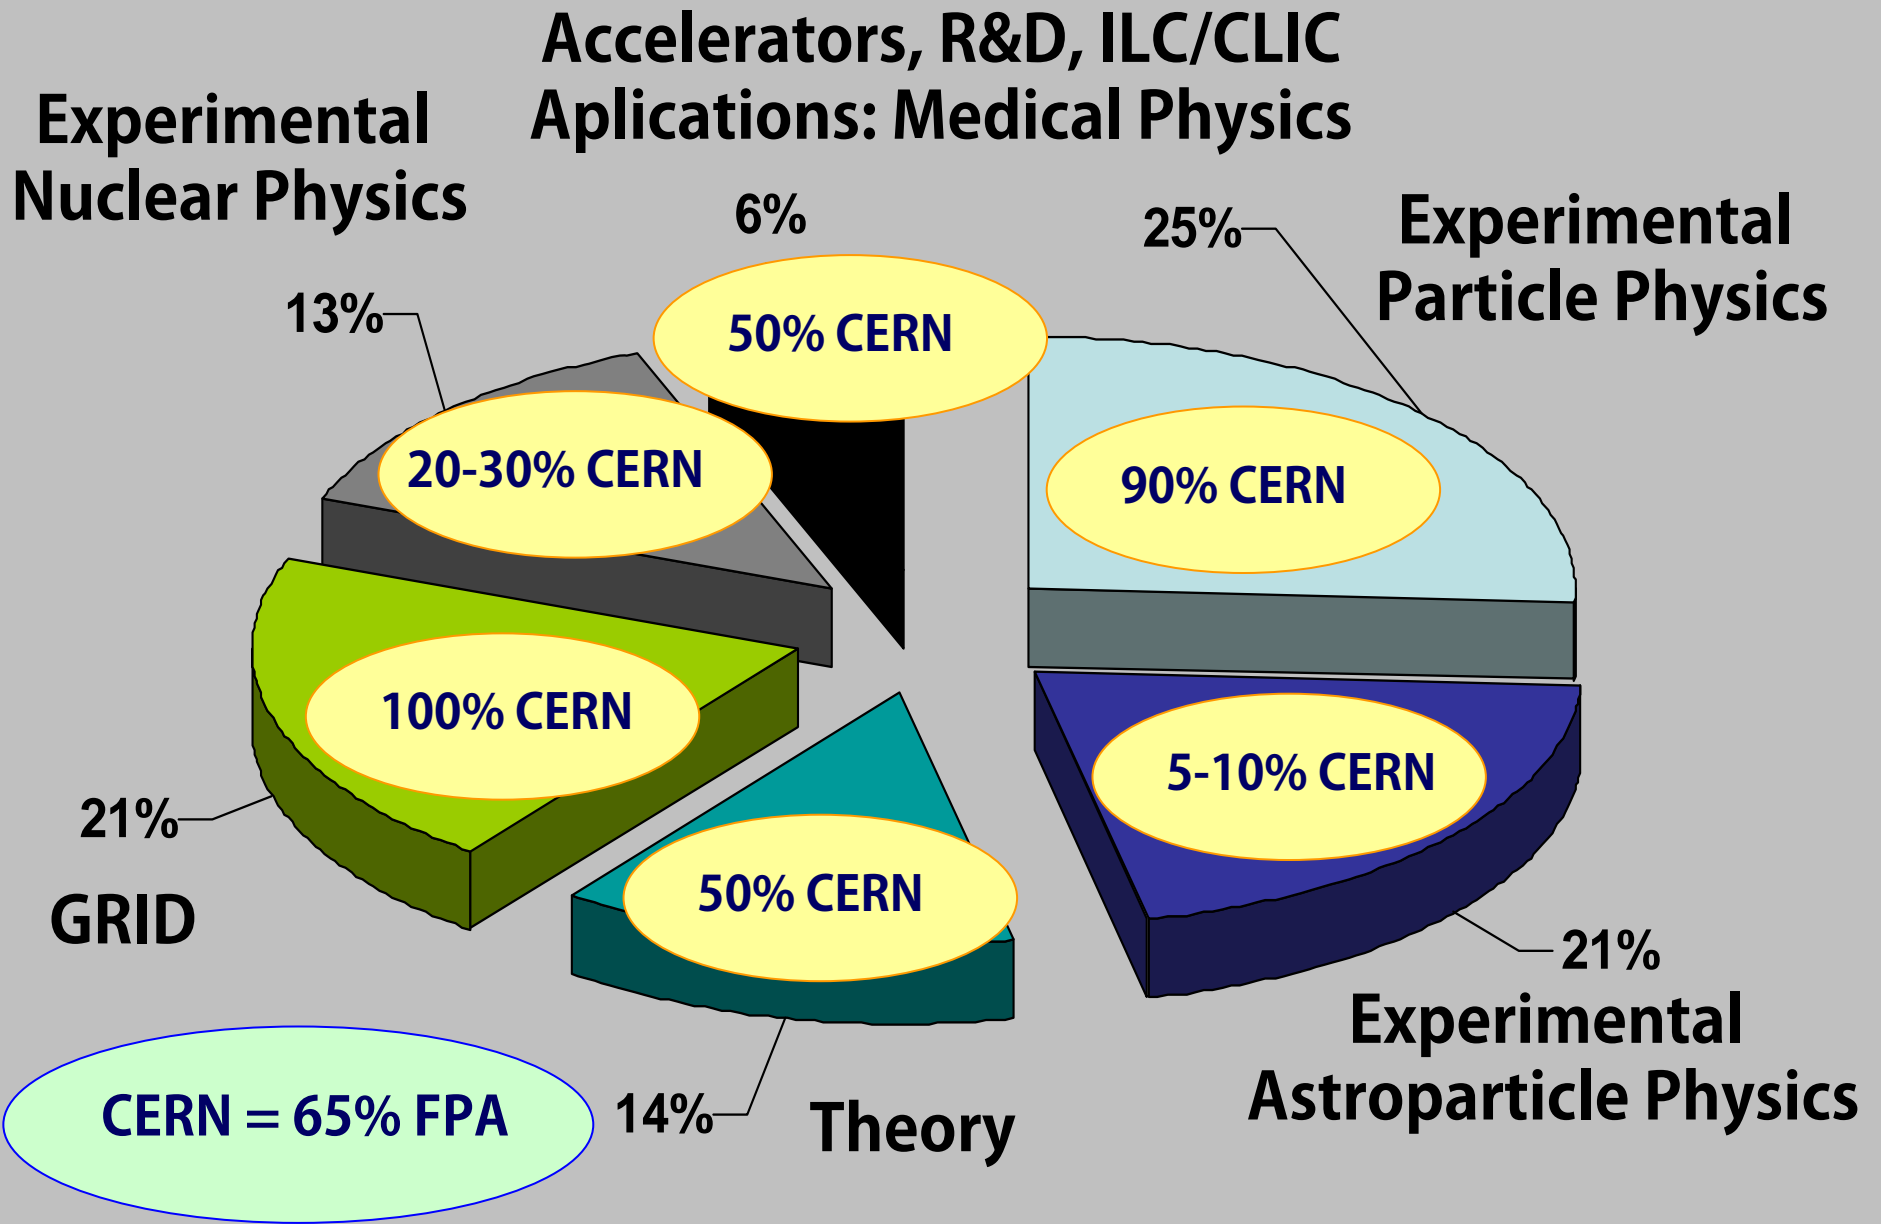 Accelerators, R&D, ILC/CLIC
Aplications: Medical Physics
Experimental
Nuclear Physics
6%
25%
Experimental
Particle Physics
13%
50% CERN
20-30% CERN
90% CERN
100% CERN
5-10% CERN
21%
GRID
50% CERN
21%
Experimental
Astroparticle Physics
CERN = 65% FPA
14%
Theory